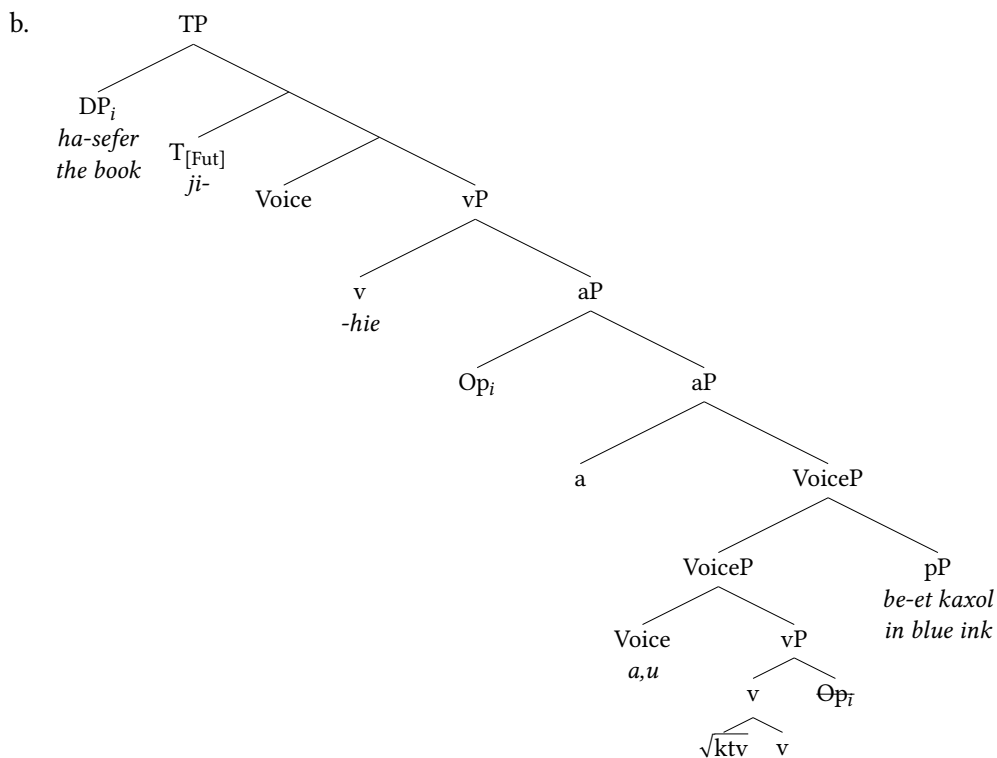 b.
TP
DPi
ha-sefer
the book
T[Fut]
ji-
Voice
vP
v
-hie
aP
Opi
aP
a
VoiceP
VoiceP
pP
be-et kaxol
in blue ink
Voice
a,u
vP
v
Opi
√ktv
v